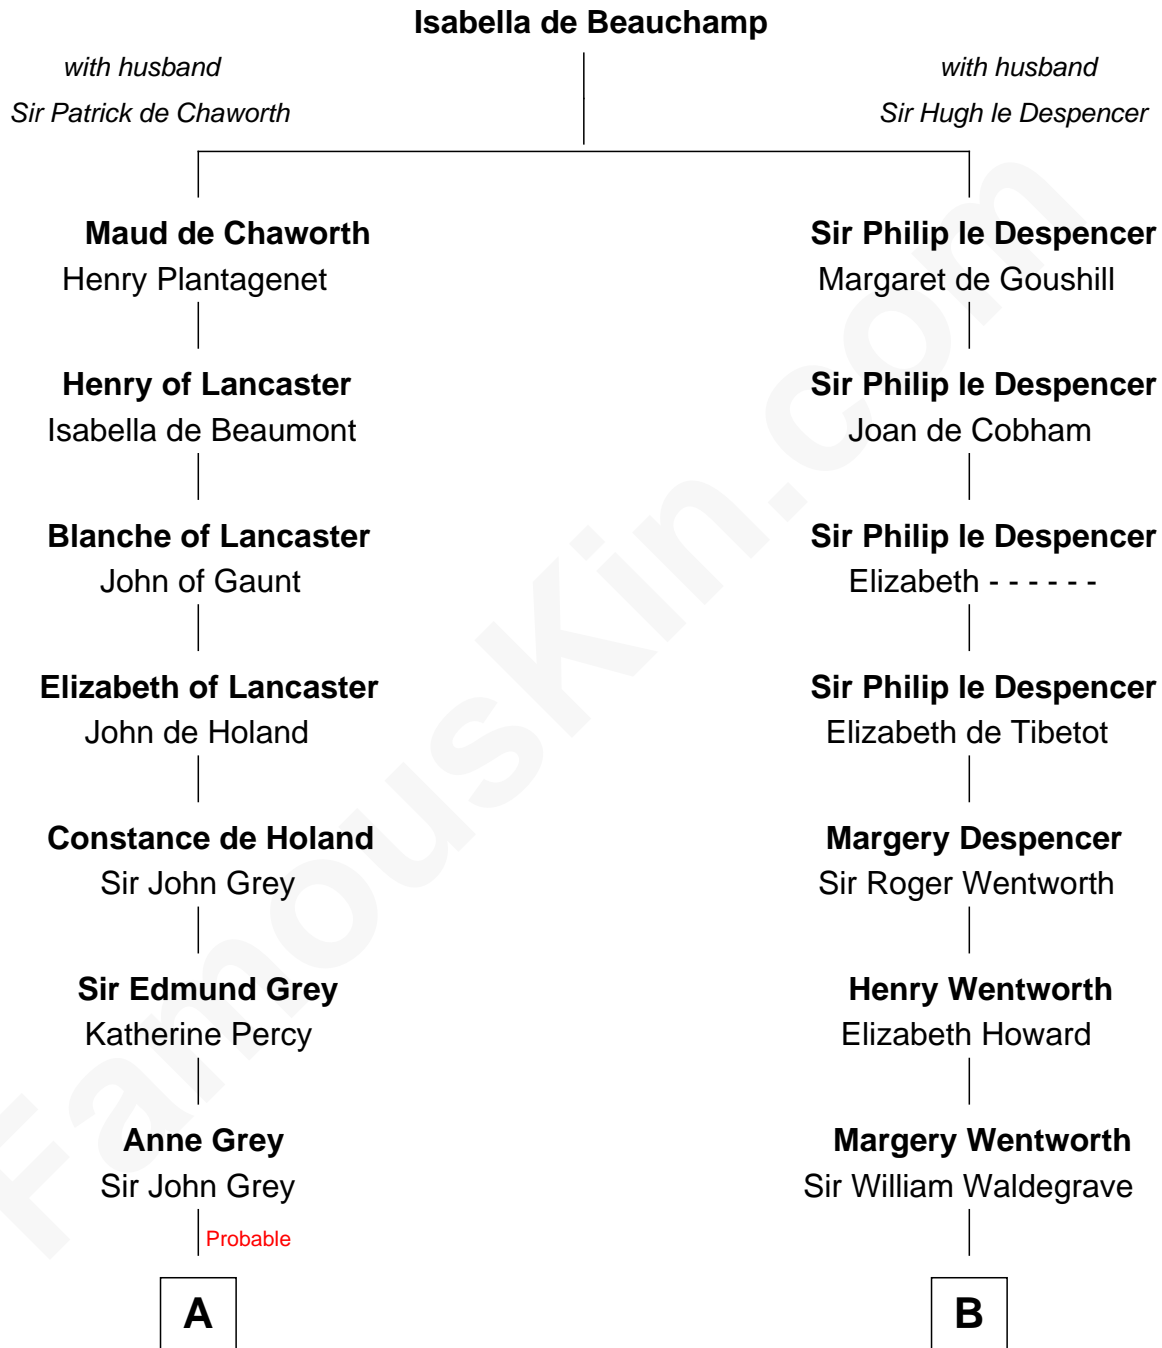 Isabella de Beauchamp
with husband
Sir Patrick de Chaworth
with husband
Sir Hugh le Despencer
Maud de Chaworth
Henry Plantagenet
Sir Philip le Despencer
Margaret de Goushill
Henry of Lancaster
Isabella de Beaumont
Sir Philip le Despencer
Joan de Cobham
Blanche of Lancaster
John of Gaunt
Sir Philip le Despencer
Elizabeth - - - - - -
Elizabeth of Lancaster
John de Holand
Sir Philip le Despencer
Elizabeth de Tibetot
Constance de Holand
Sir John Grey
Margery Despencer
Sir Roger Wentworth
Sir Edmund Grey
Katherine Percy
Henry Wentworth
Elizabeth Howard
Anne Grey
Sir John Grey
Margery Wentworth
Sir William Waldegrave
Probable
A
B
FamousKin.com